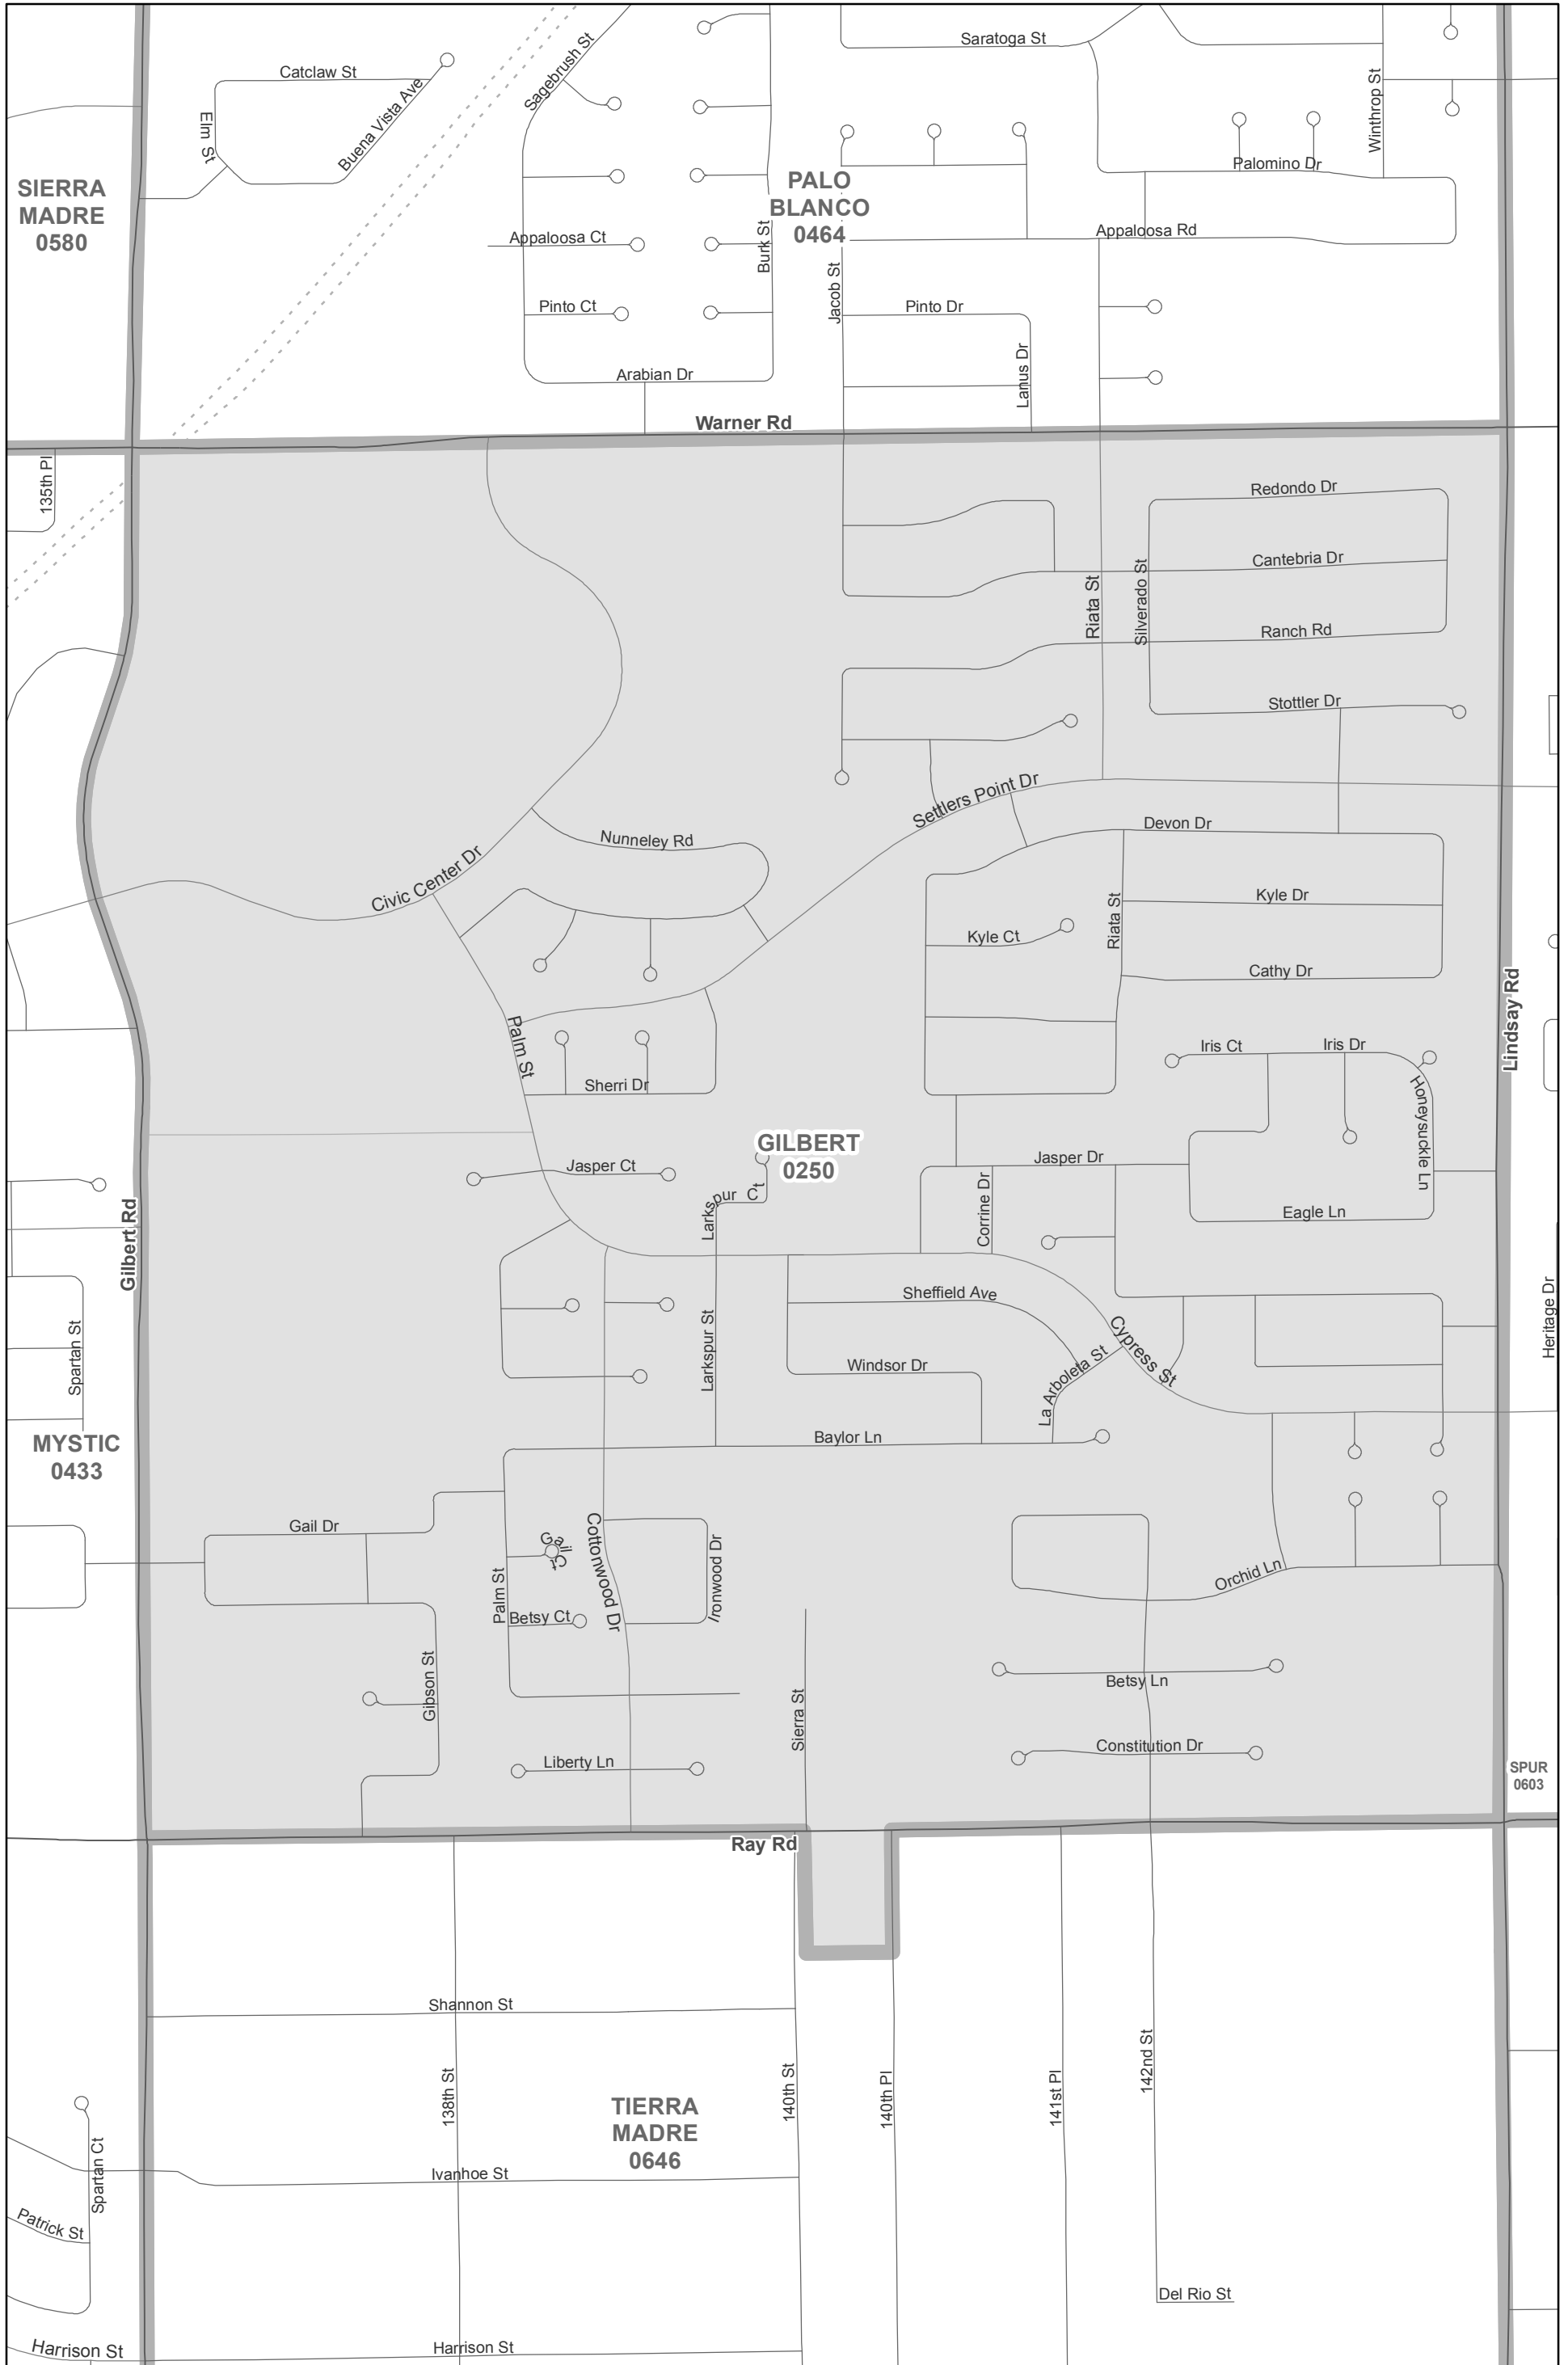 Saratoga St
Sagebrush St
Catclaw St
Buena Vista Ave
Elm St
Winthrop St
Palomino Dr
SIERRA
MADRE
0580
PALO
BLANCO
0464
Appaloosa Ct
Burk St
Appaloosa Rd
Jacob St
Pinto Ct
Pinto Dr
Lanus Dr
Arabian Dr
Warner Rd
135th Pl
Redondo Dr
Cantebria Dr
Riata St
Silverado St
Ranch Rd
Stottler Dr
Settlers Point Dr
Devon Dr
Nunneley Rd
Civic Center Dr
Kyle Dr
Riata St
Kyle Ct
Cathy Dr
Lindsay Rd
Palm St
Iris Ct
Iris Dr
Sherri Dr
Honeysuckle Ln
GILBERT
0250
Jasper Ct
Jasper Dr
Larkspur Ct
Corrine Dr
Eagle Ln
Gilbert Rd
Sheffield Ave
Heritage Dr
Spartan St
Larkspur St
Cypress St
Windsor Dr
La Arboleta St
MYSTIC
0433
Baylor Ln
Gail Dr
Gail Ct
Cottonwood Dr
Ironwood Dr
Orchid Ln
Palm St
Betsy Ct
Gibson St
Betsy Ln
Sierra St
Constitution Dr
Liberty Ln
SPUR
0603
Ray Rd
Shannon St
138th St
140th St
140th Pl
141st Pl
142nd St
TIERRA
MADRE
0646
Spartan Ct
Ivanhoe St
Patrick St
Del Rio St
Harrison St
Harrison St